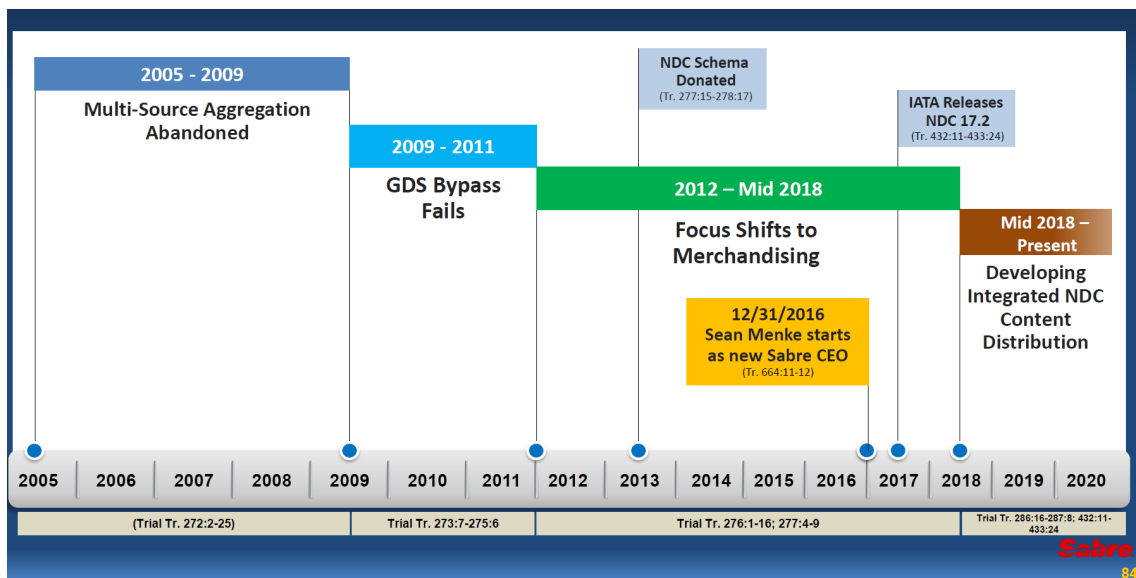 2005 - 2009
Multi-Source Aggregation
Abandoned
2009 - 2011
GDS Bypass
Fails
NDC Schema
Donated
(Tr. 277:15-278:17)
IATA Releases
NDC 17.2
(Tr. 432:11-433:24)
2012 – Mid 2018
Focus Shifts to
Merchandising
12/31/2016
Sean Menke starts
as new Sabre CEO
(Tr. 664:11-12)
Mid 2018 –
Present
Developing
Integrated NDC
Content
Distribution
2005 2006 2007 2008 2009 2010 2011 2012 2013 2014 2015 2016 2017 2018 2019 2020
(Trial Tr. 272:2-25)
Trial Tr. 273:7-275:6
Trial Tr. 276:1-16; 277:4-9
Trial Tr. 286:16-287:8; 432:11-
433:24
Sabre
84